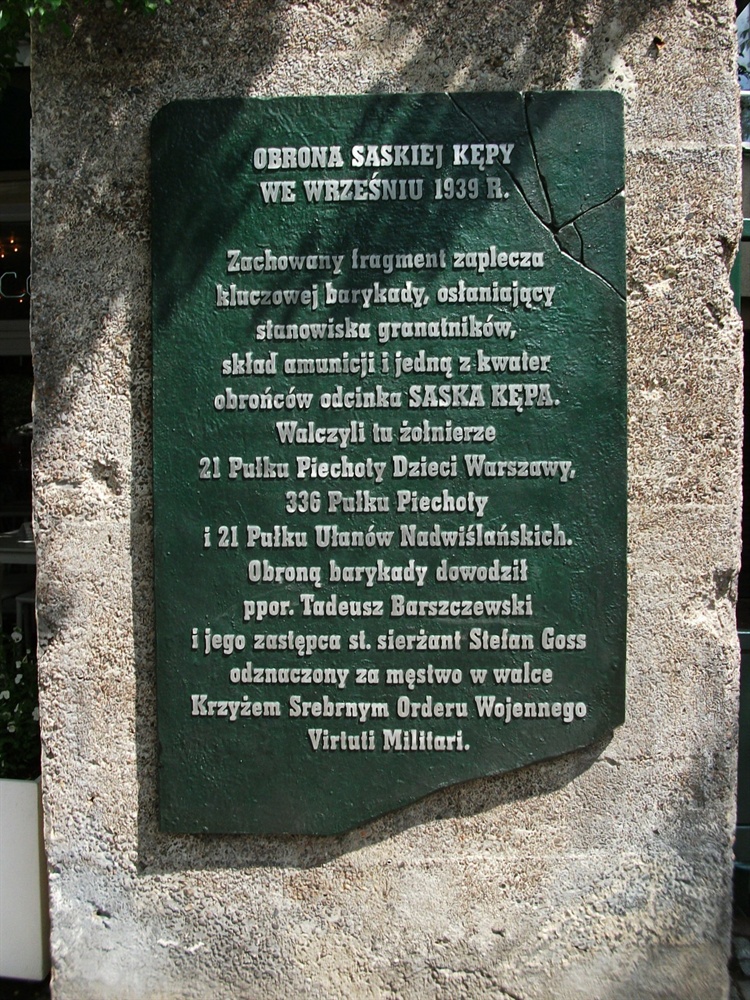 OBRONA SASKIEJ KĘPY
WE WRZEŚNIU 1939 R.
Zachowany fragment zaplecza
kluczowej barykady, osłaniający
stanowiska granatników,
skład amunicji i jedną z kwater
obrońców odcinka SASKA KĘPA.
Walczyli tu żołnierze
21 Pułku Piechoty Dzieci Warszawy,
336 Pułku Piechoty
i 21 Pułku Ułanów Nadwiślańskich.
Obroną barykady dowodził
ppor. Tadeusz Barszczewski
i jego zastępca st. sierżant Stefan Goss
odznaczony za męstwo w walce
Krzyżem Srebrnym Orderu Wojennego
Virtuti Militari.